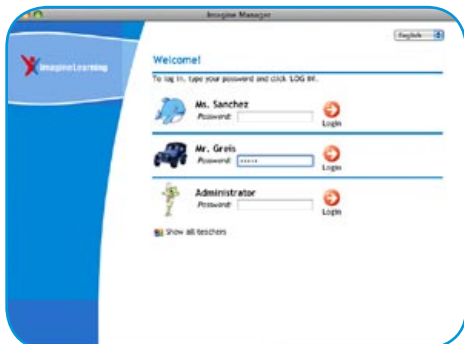 Imagine Manager
English
ImagineLearning
Welcome!
To log in, type your password and click 'LOG IN'.
Ms. Sanchez
Password:
Login
Mr. Greis
Password:
Login
Administrator
Password:
Login
Show all teachers